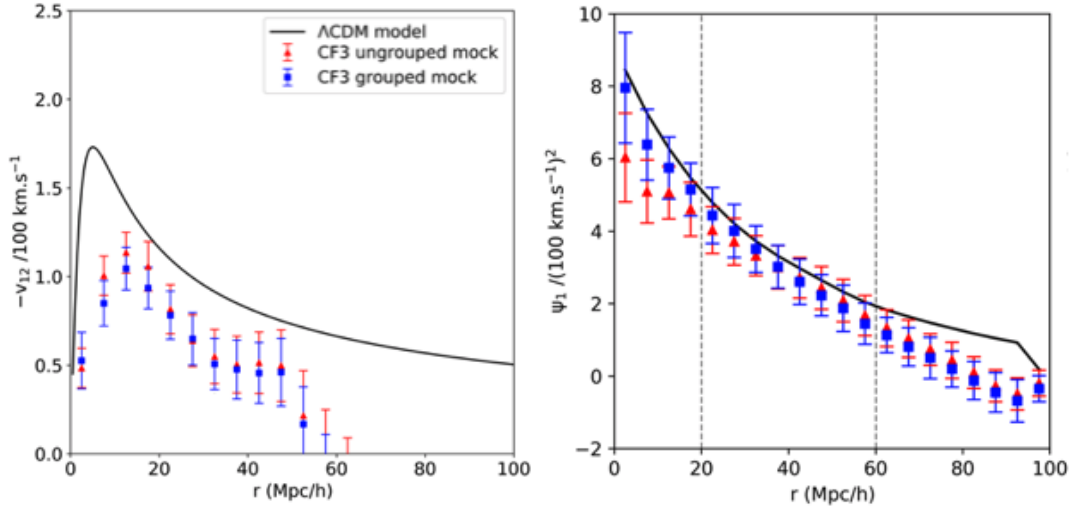 2.5
2.0
1.5
1.0
0.5
0.0
0 20 40 60 80 100
r (Mpc/h)
−v₁₂ /100 km.s⁻¹
ΛCDM model
CF3 ungrouped mock
CF3 grouped mock
10
8
6
4
2
0
−2
0 20 40 60 80 100
r (Mpc/h)
ψ₁ /(100 km.s⁻¹)²